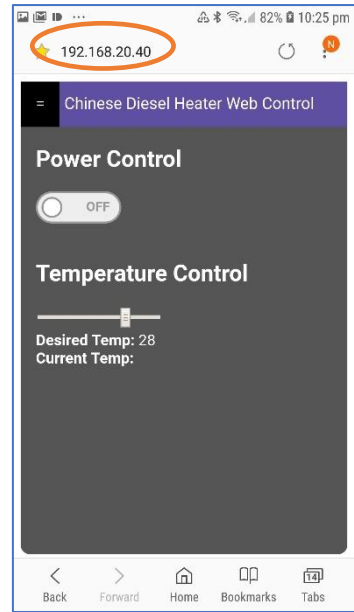 82% 10:25 pm
192.168.20.40
N
= Chinese Diesel Heater Web Control
Power Control
OFF
Temperature Control
Desired Temp: 28
Current Temp:
14
Back Forward Home Bookmarks Tabs